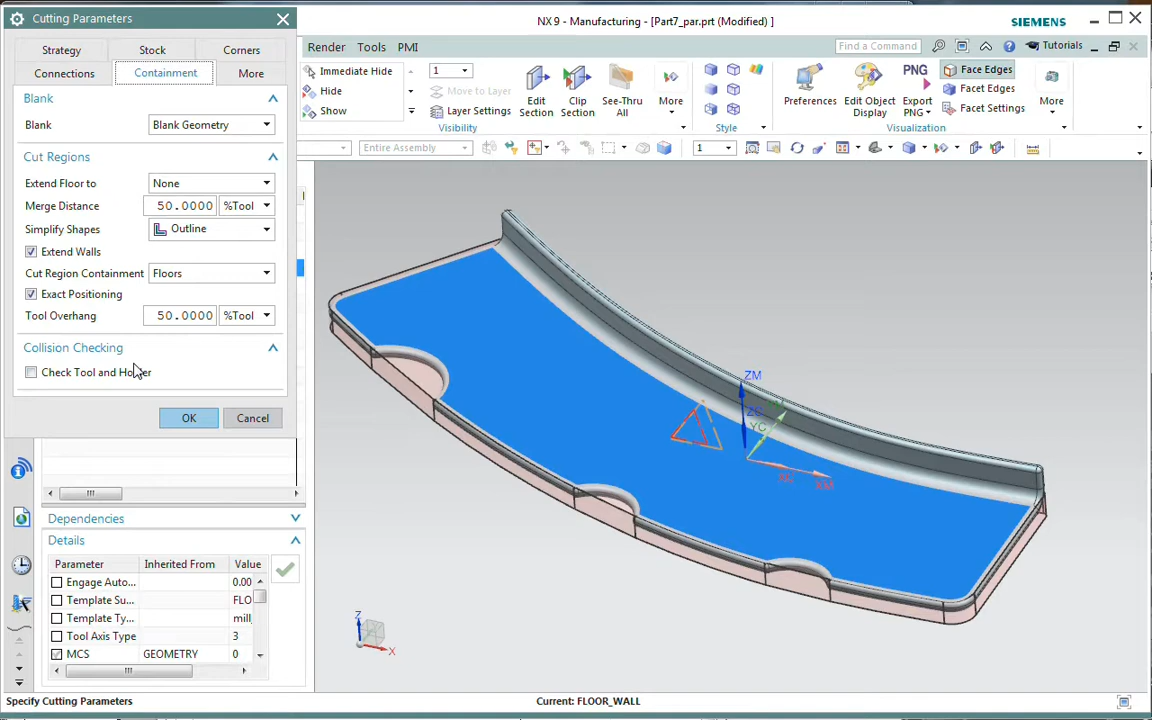 Cutting Parameters
NX 9 - Manufacturing - [Part7_par.prt (Modified) ]
SIEMENS
Strategy
Stock
Corners
Connections
Containment
More
Render Tools PMI
Find a Command
Tutorials
Immediate Hide
Hide
Show
1
Move to Layer
Layer Settings
Edit Section
Clip Section
See-Thru All
More
Preferences
Edit Object Display
PNG
Export PNG
Face Edges
Facet Edges
Facet Settings
More
Visibility
Style
Visualization
Entire Assembly
1
Blank
Blank
Blank Geometry
Cut Regions
Extend Floor to
None
Merge Distance
50.0000
%Tool
Simplify Shapes
Outline
Extend Walls
Cut Region Containment
Floors
Exact Positioning
Tool Overhang
50.0000
%Tool
Collision Checking
Check Tool and Holder
OK
Cancel
ZM
ZC
YC
XM
Dependencies
Details
Parameter Inherited From Value
Engage Auto... 0.00
Template Su... FLO
Template Ty... mill_
Tool Axis Type 3
MCS GEOMETRY 0
Z
X
Specify Cutting Parameters
Current: FLOOR_WALL